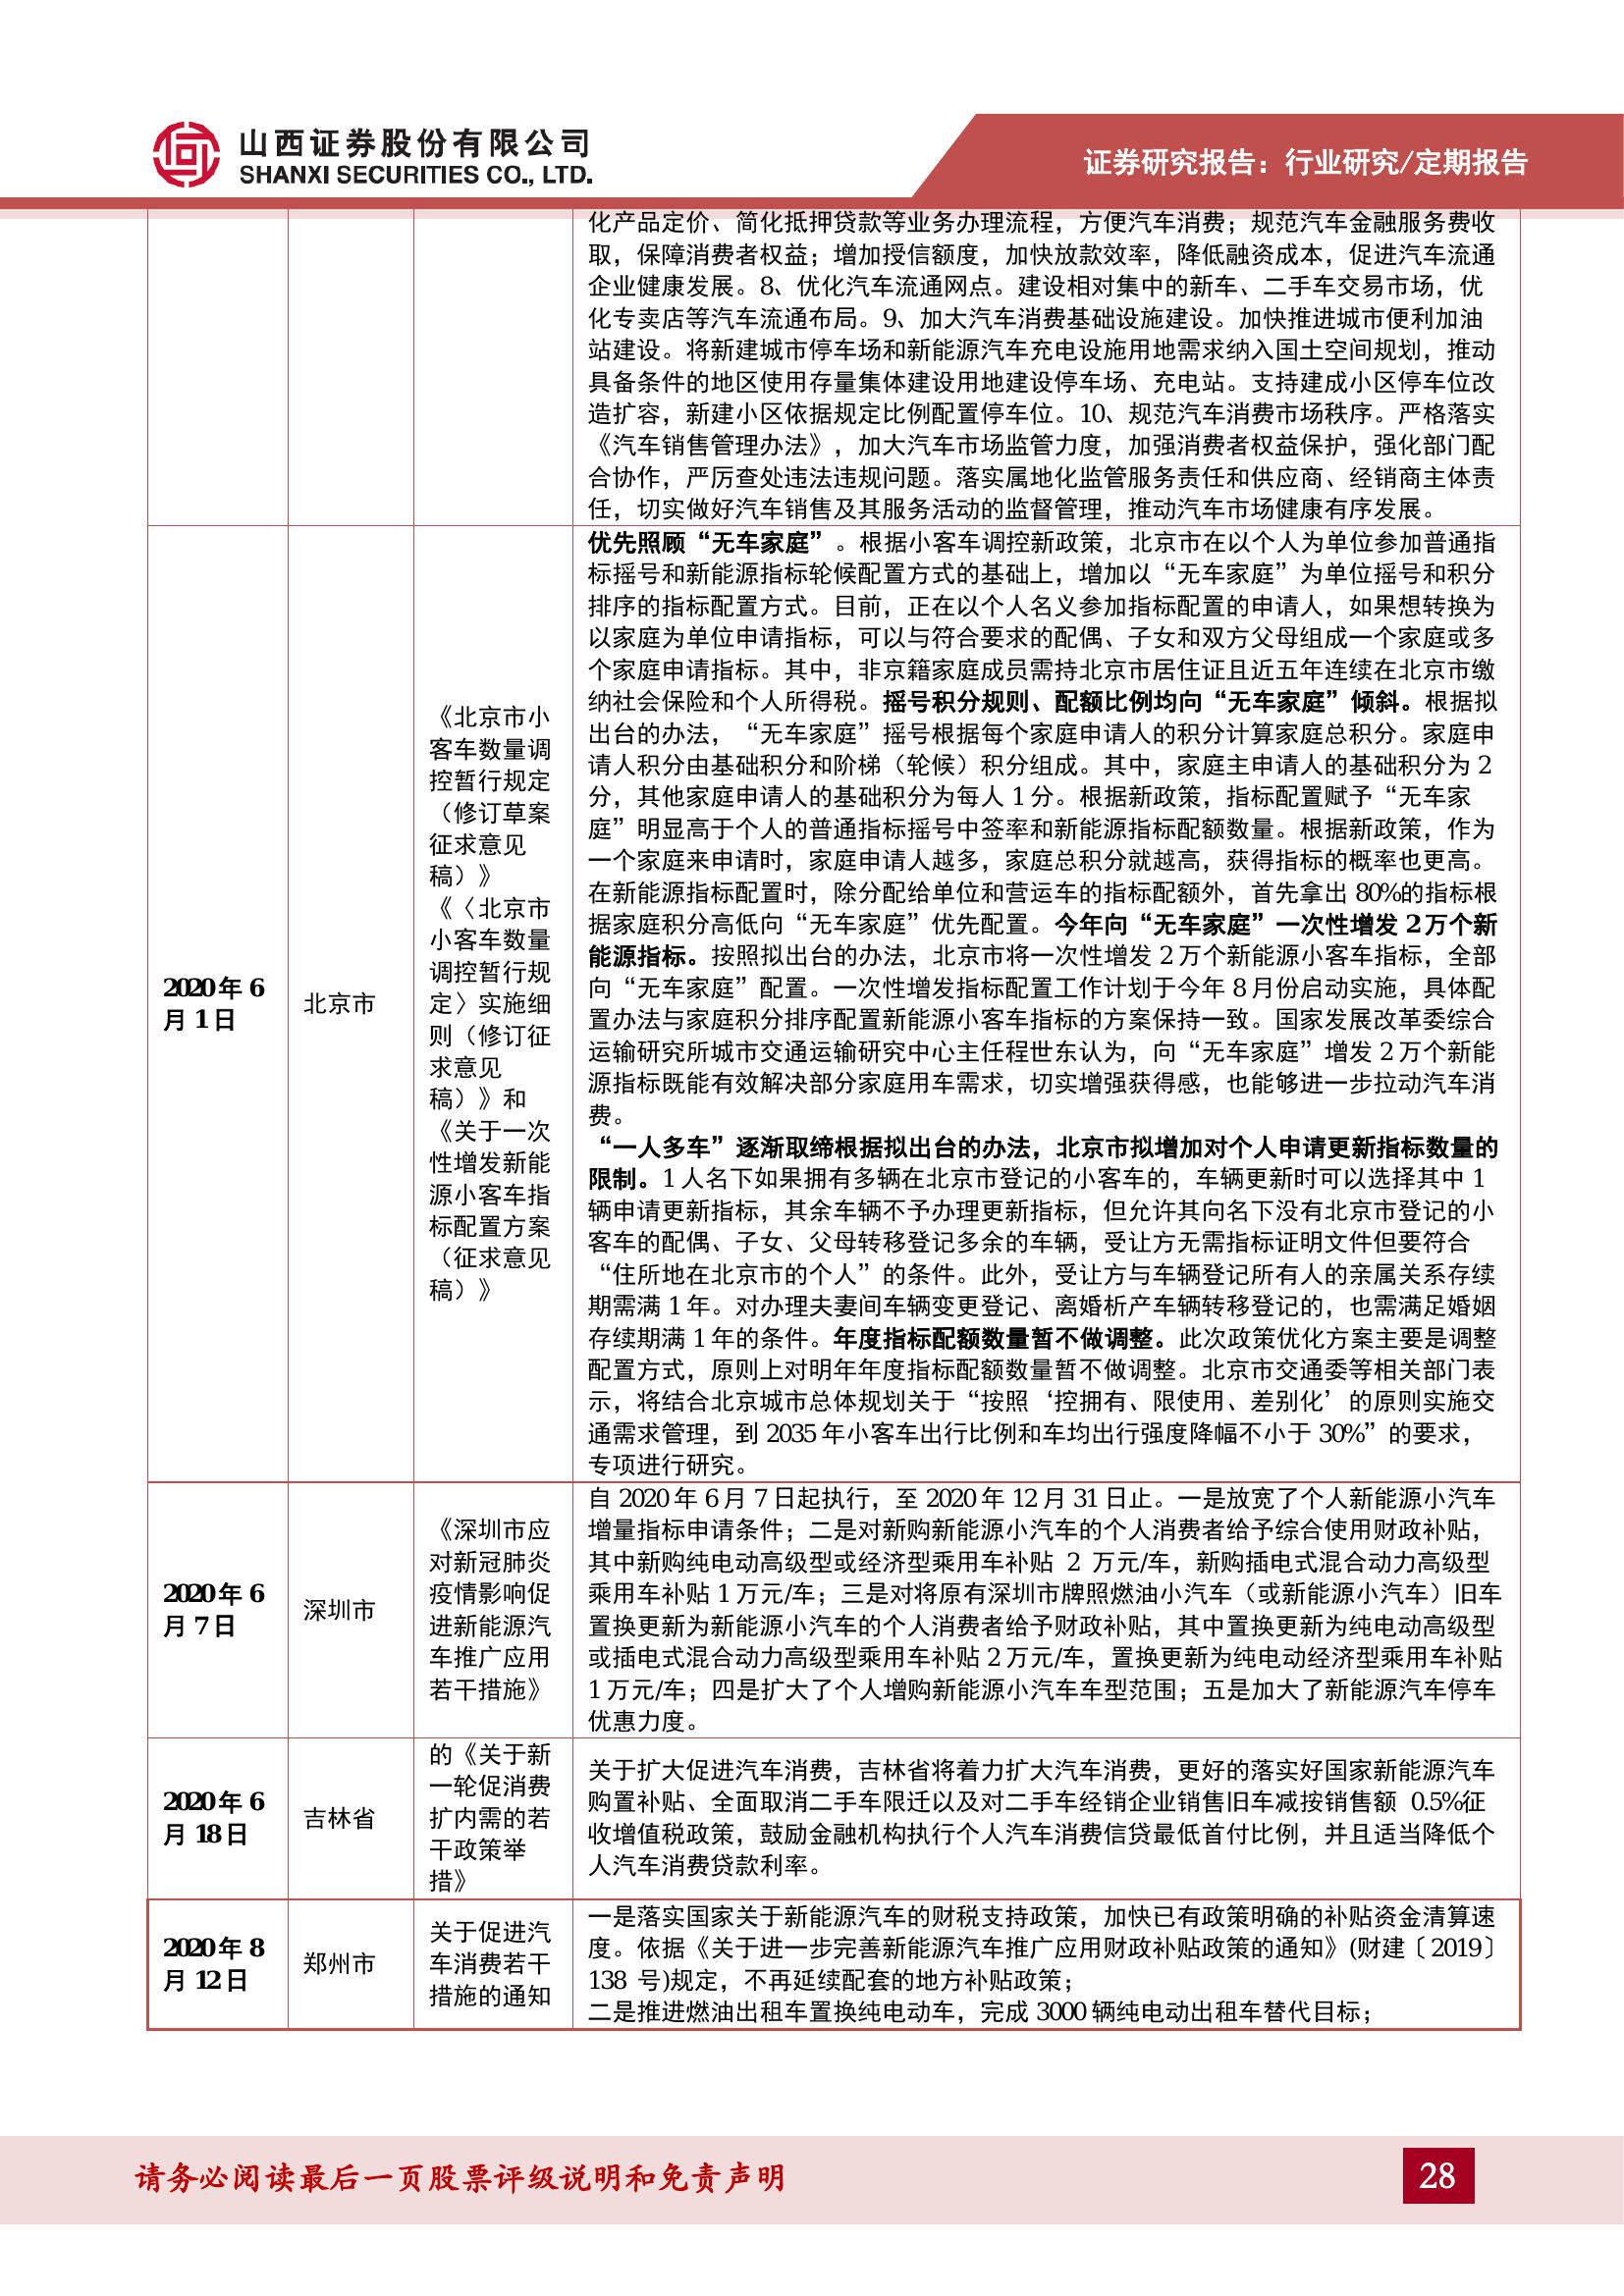 山西证券股份有限公司
SHANXI SECURITIES CO., LTD.
证券研究报告：行业研究/定期报告
化产品定价、简化抵押贷款等业务办理流程，方便汽车消费；规范汽车金融服务费收
取，保障消费者权益；增加授信额度，加快放款效率，降低融资成本，促进汽车流通
企业健康发展。8、优化汽车流通网点。建设相对集中的新车、二手车交易市场，优
化专卖店等汽车流通布局。9、加大汽车消费基础设施建设。加快推进城市便利加油
站建设。将新建城市停车场和新能源汽车充电设施用地需求纳入国土空间规划，推动
具备条件的地区使用存量集体建设用地建设停车场、充电站。支持建成小区停车位改
造扩容，新建小区依据规定比例配置停车位。10、规范汽车消费市场秩序。严格落实
《汽车销售管理办法》，加大汽车市场监管力度，加强消费者权益保护，强化部门配
合协作，严厉查处违法违规问题。落实属地化监管服务责任和供应商、经销商主体责
任，切实做好汽车销售及其服务活动的监督管理，推动汽车市场健康有序发展。
2020 年 6
月 1 日
北京市
《北京市小
客车数量调
控暂行规定
（修订草案
征求意见
稿）》
《〈北京市
小客车数量
调控暂行规
定〉实施细
则（修订征
求意见
稿）》和
《关于一次
性增发新能
源小客车指
标配置方案
（征求意见
稿）》
优先照顾“无车家庭”。根据小客车调控新政策，北京市在以个人为单位参加普通指
标摇号和新能源指标轮候配置方式的基础上，增加以“无车家庭”为单位摇号和积分
排序的指标配置方式。目前，正在以个人名义参加指标配置的申请人，如果想转换为
以家庭为单位申请指标，可以与符合要求的配偶、子女和双方父母组成一个家庭或多
个家庭申请指标。其中，非京籍家庭成员需持北京市居住证且近五年连续在北京市缴
纳社会保险和个人所得税。摇号积分规则、配额比例均向“无车家庭”倾斜。根据拟
出台的办法，“无车家庭”摇号根据每个家庭申请人的积分计算家庭总积分。家庭申
请人积分由基础积分和阶梯（轮候）积分组成。其中，家庭主申请人的基础积分为 2
分，其他家庭申请人的基础积分为每人 1 分。根据新政策，指标配置赋予“无车家
庭”明显高于个人的普通指标摇号中签率和新能源指标配额数量。根据新政策，作为
一个家庭来申请时，家庭申请人越多，家庭总积分就越高，获得指标的概率也更高。
在新能源指标配置时，除分配给单位和营运车的指标配额外，首先拿出 80%的指标根
据家庭积分高低向“无车家庭”优先配置。今年向“无车家庭”一次性增发 2 万个新
能源指标。按照拟出台的办法，北京市将一次性增发 2 万个新能源小客车指标，全部
向“无车家庭”配置。一次性增发指标配置工作计划于今年 8 月份启动实施，具体配
置办法与家庭积分排序配置新能源小客车指标的方案保持一致。国家发展改革委综合
运输研究所城市交通运输研究中心主任程世东认为，向“无车家庭”增发 2 万个新能
源指标既能有效解决部分家庭用车需求，切实增强获得感，也能够进一步拉动汽车消
费。
“一人多车”逐渐取缔根据拟出台的办法，北京市拟增加对个人申请更新指标数量的
限制。1 人名下如果拥有多辆在北京市登记的小客车的，车辆更新时可以选择其中 1
辆申请更新指标，其余车辆不予办理更新指标，但允许其向名下没有北京市登记的小
客车的配偶、子女、父母转移登记多余的车辆，受让方无需指标证明文件但要符合
“住所地在北京市的个人”的条件。此外，受让方与车辆登记所有人的亲属关系存续
期需满 1 年。对办理夫妻间车辆变更登记、离婚析产车辆转移登记的，也需满足婚姻
存续期满 1 年的条件。年度指标配额数量暂不做调整。此次政策优化方案主要是调整
配置方式，原则上对明年年度指标配额数量暂不做调整。北京市交通委等相关部门表
示，将结合北京城市总体规划关于“按照‘控拥有、限使用、差别化’的原则实施交
通需求管理，到 2035 年小客车出行比例和车均出行强度降幅不小于 30%”的要求，
专项进行研究。
2020 年 6
月 7 日
深圳市
《深圳市应
对新冠肺炎
疫情影响促
进新能源汽
车推广应用
若干措施》
自 2020 年 6 月 7 日起执行，至 2020 年 12 月 31 日止。一是放宽了个人新能源小汽车
增量指标申请条件；二是对新购新能源小汽车的个人消费者给予综合使用财政补贴，
其中新购纯电动高级型或经济型乘用车补贴 2 万元/车，新购插电式混合动力高级型
乘用车补贴 1 万元/车；三是对将原有深圳市牌照燃油小汽车（或新能源小汽车）旧车
置换更新为新能源小汽车的个人消费者给予财政补贴，其中置换更新为纯电动高级型
或插电式混合动力高级型乘用车补贴 2 万元/车，置换更新为纯电动经济型乘用车补贴
1 万元/车；四是扩大了个人增购新能源小汽车车型范围；五是加大了新能源汽车停车
优惠力度。
2020 年 6
月 18 日
吉林省
的《关于新
一轮促消费
扩内需的若
干政策举
措》
关于扩大促进汽车消费，吉林省将着力扩大汽车消费，更好的落实好国家新能源汽车
购置补贴、全面取消二手车限迁以及对二手车经销企业销售旧车减按销售额 0.5%征
收增值税政策，鼓励金融机构执行个人汽车消费信贷最低首付比例，并且适当降低个
人汽车消费贷款利率。
2020 年 8
月 12 日
郑州市
关于促进汽
车消费若干
措施的通知
一是落实国家关于新能源汽车的财税支持政策，加快已有政策明确的补贴资金清算速
度。依据《关于进一步完善新能源汽车推广应用财政补贴政策的通知》(财建〔2019〕
138 号)规定，不再延续配套的地方补贴政策；
二是推进燃油出租车置换纯电动车，完成 3000 辆纯电动出租车替代目标；
请务必阅读最后一页股票评级说明和免责声明
28